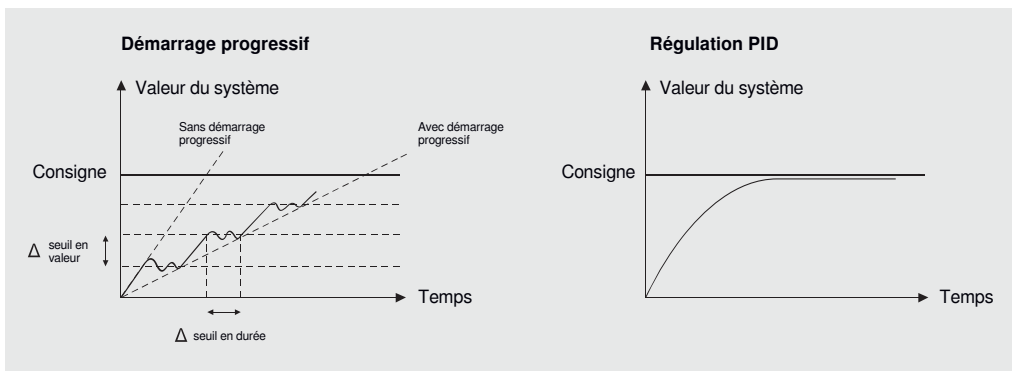 Démarrage progressif
Valeur du système
Sans démarrage
progressif
Avec démarrage
progressif
Consigne
Δ seuil en
valeur
Temps
Δ seuil en durée
Régulation PID
Valeur du système
Consigne
Temps